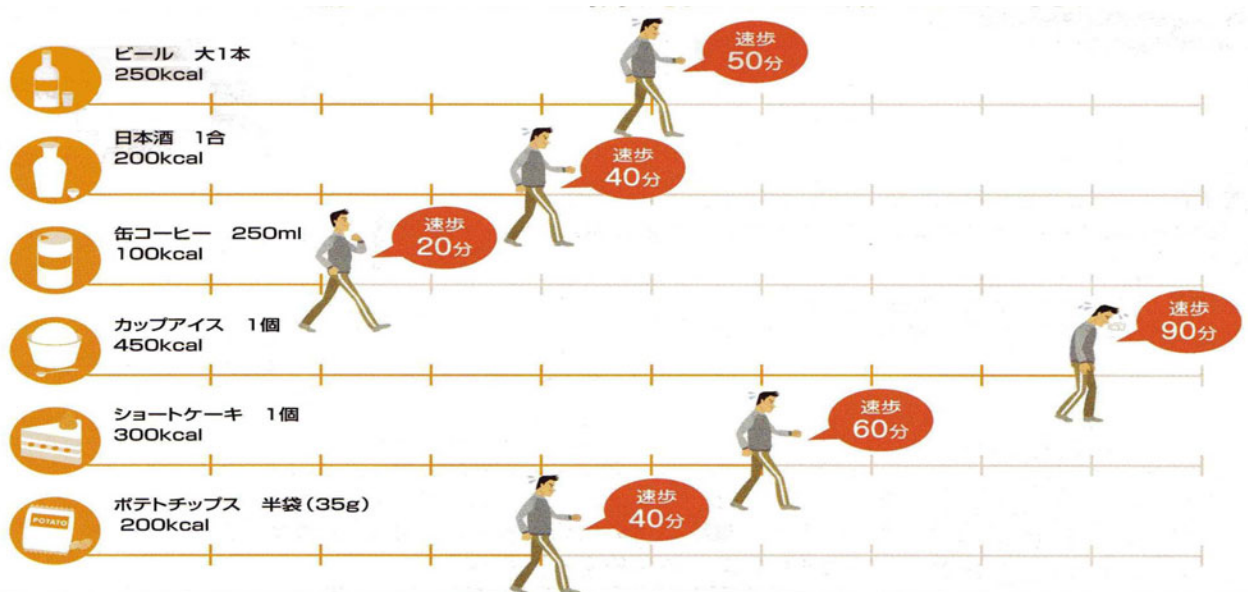 ビール 大1本
250kcal
速歩
50分
日本酒 1合
200kcal
速歩
40分
缶コーヒー 250ml
100kcal
速歩
20分
カップアイス 1個
450kcal
速歩
90分
ショートケーキ 1個
300kcal
速歩
60分
ポテトチップス 半袋(35g)
200kcal
POTATO
速歩
40分